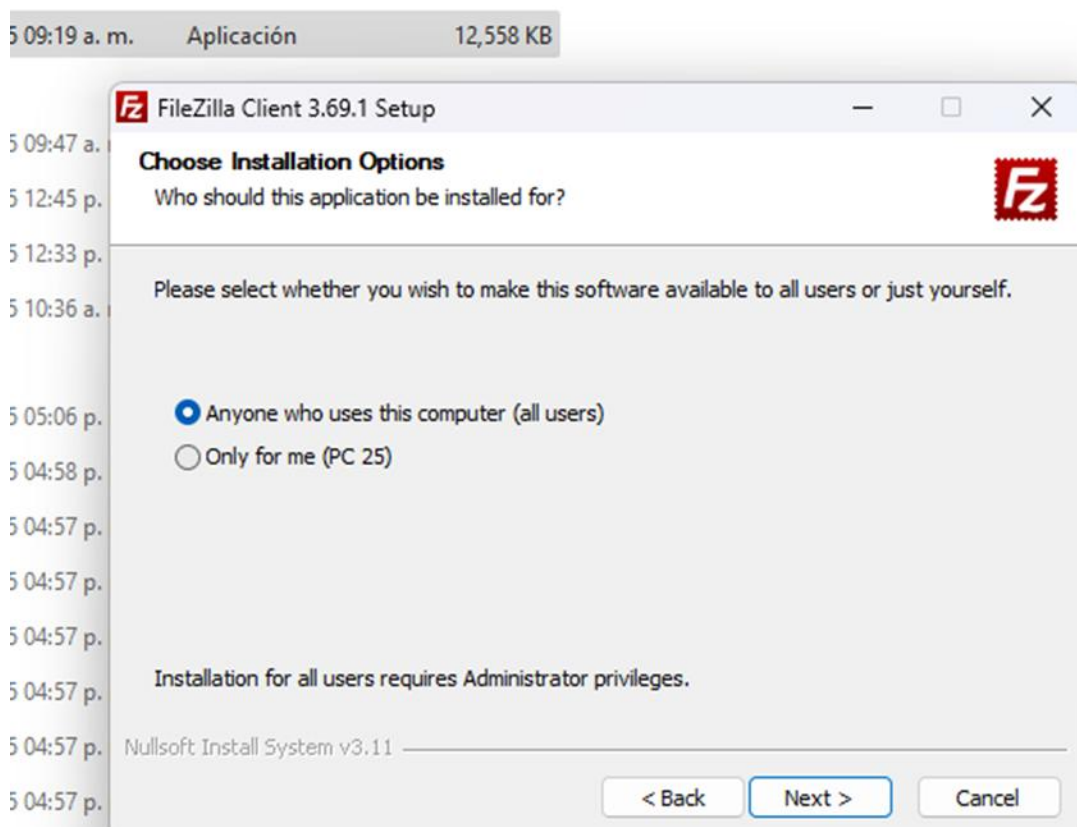 5 09:19 a. m. Aplicación 12,558 KB
FileZilla Client 3.69.1 Setup
5 09:47 a.
Choose Installation Options
5 12:45 p.
Who should this application be installed for?
5 12:33 p.
Please select whether you wish to make this software available to all users or just yourself.
5 10:36 a.
5 05:06 p.
Anyone who uses this computer (all users)
5 04:58 p.
Only for me (PC 25)
5 04:57 p.
5 04:57 p.
5 04:57 p.
Installation for all users requires Administrator privileges.
5 04:57 p.
5 04:57 p.
Nullsoft Install System v3.11
5 04:57 p.
< Back Next > Cancel